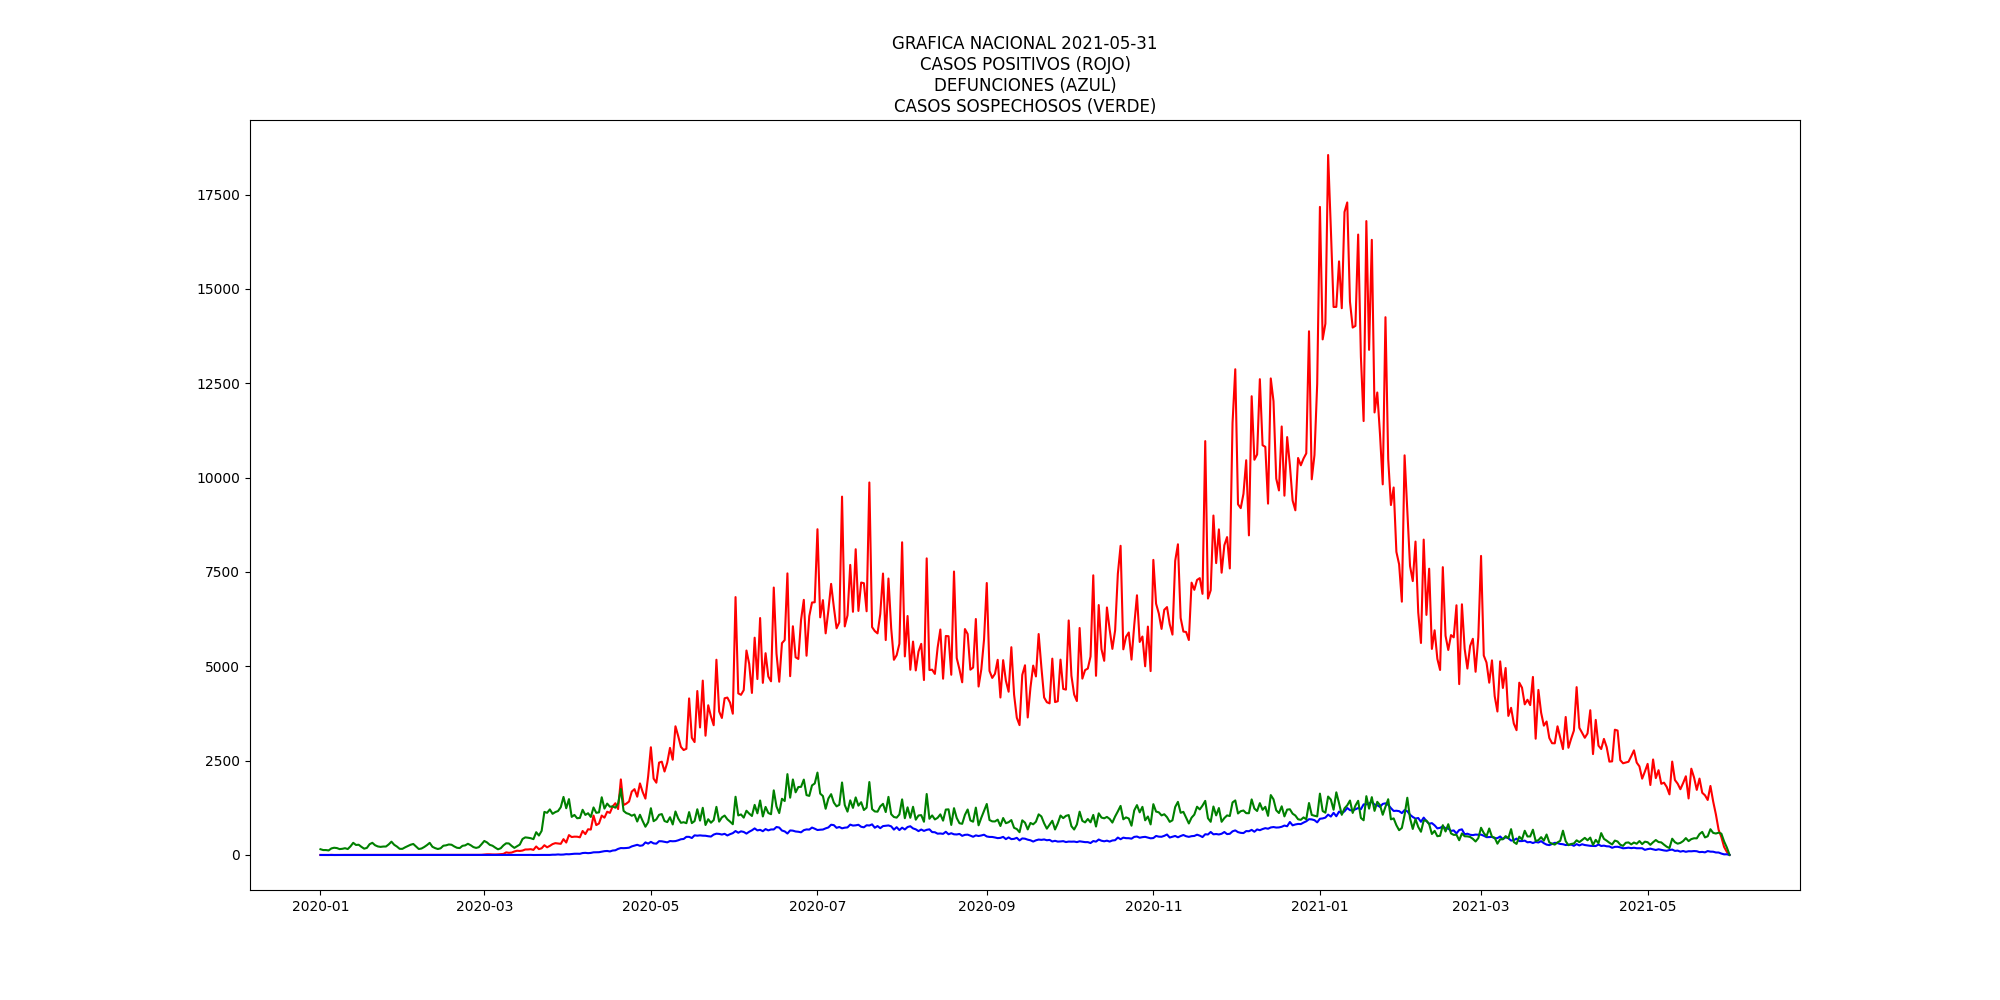 GRAFICA NACIONAL 2021-05-31
CASOS POSITIVOS (ROJO)
DEFUNCIONES (AZUL)
CASOS SOSPECHOSOS (VERDE)
17500
15000
12500
10000
7500
5000
2500
0
2020-01 2020-03 2020-05 2020-07 2020-09 2020-11 2021-01 2021-03 2021-05